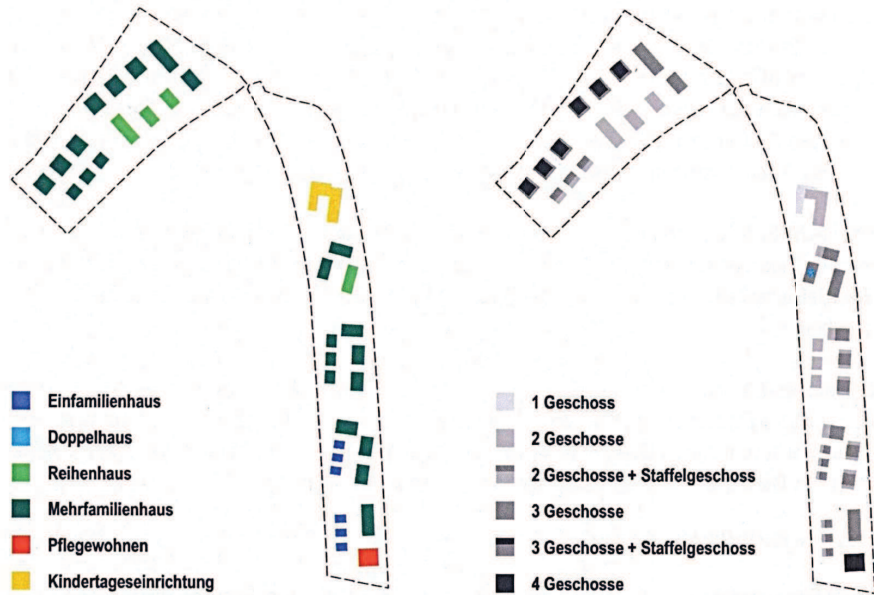 Einfamilienhaus
Doppelhaus
Reihenhaus
Mehrfamilienhaus
Pflegewohnen
Kindertageseinrichtung
1 Geschoss
2 Geschosse
2 Geschosse + Staffelgeschoss
3 Geschosse
3 Geschosse + Staffelgeschoss
4 Geschosse